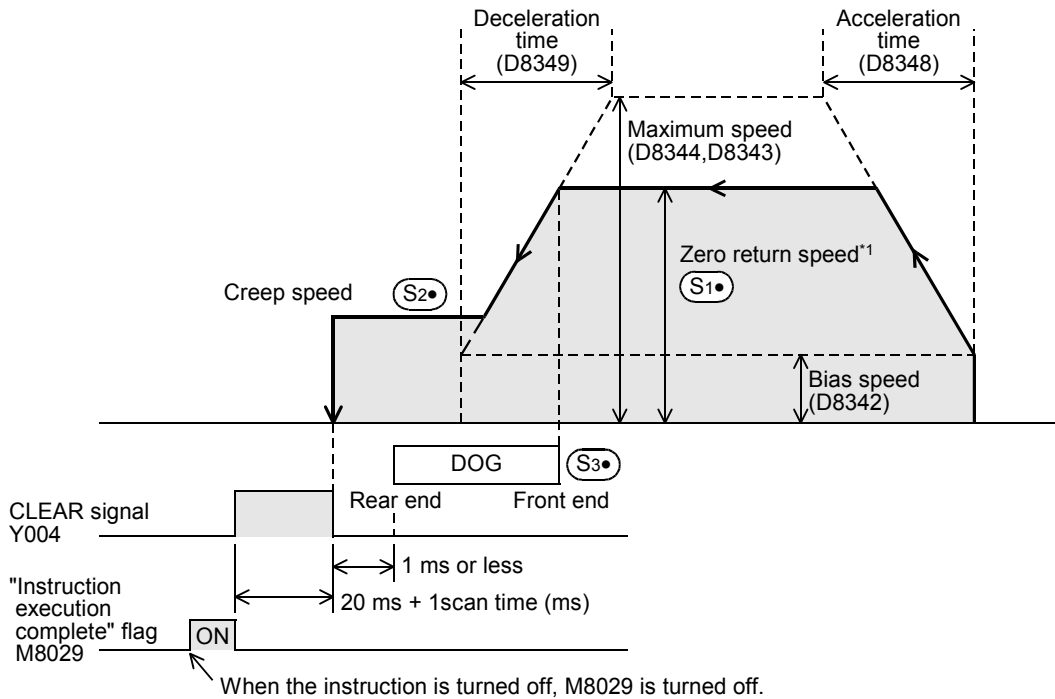 Deceleration
time
(D8349)
Acceleration
time
(D8348)
Maximum speed
(D8344,D8343)
Zero return speed*1
S1•
Creep speed
S2•
Bias speed
(D8342)
DOG
S3•
Rear end
Front end
CLEAR signal
Y004
1 ms or less
20 ms + 1scan time (ms)
"Instruction
execution
complete" flag
M8029
ON
When the instruction is turned off, M8029 is turned off.